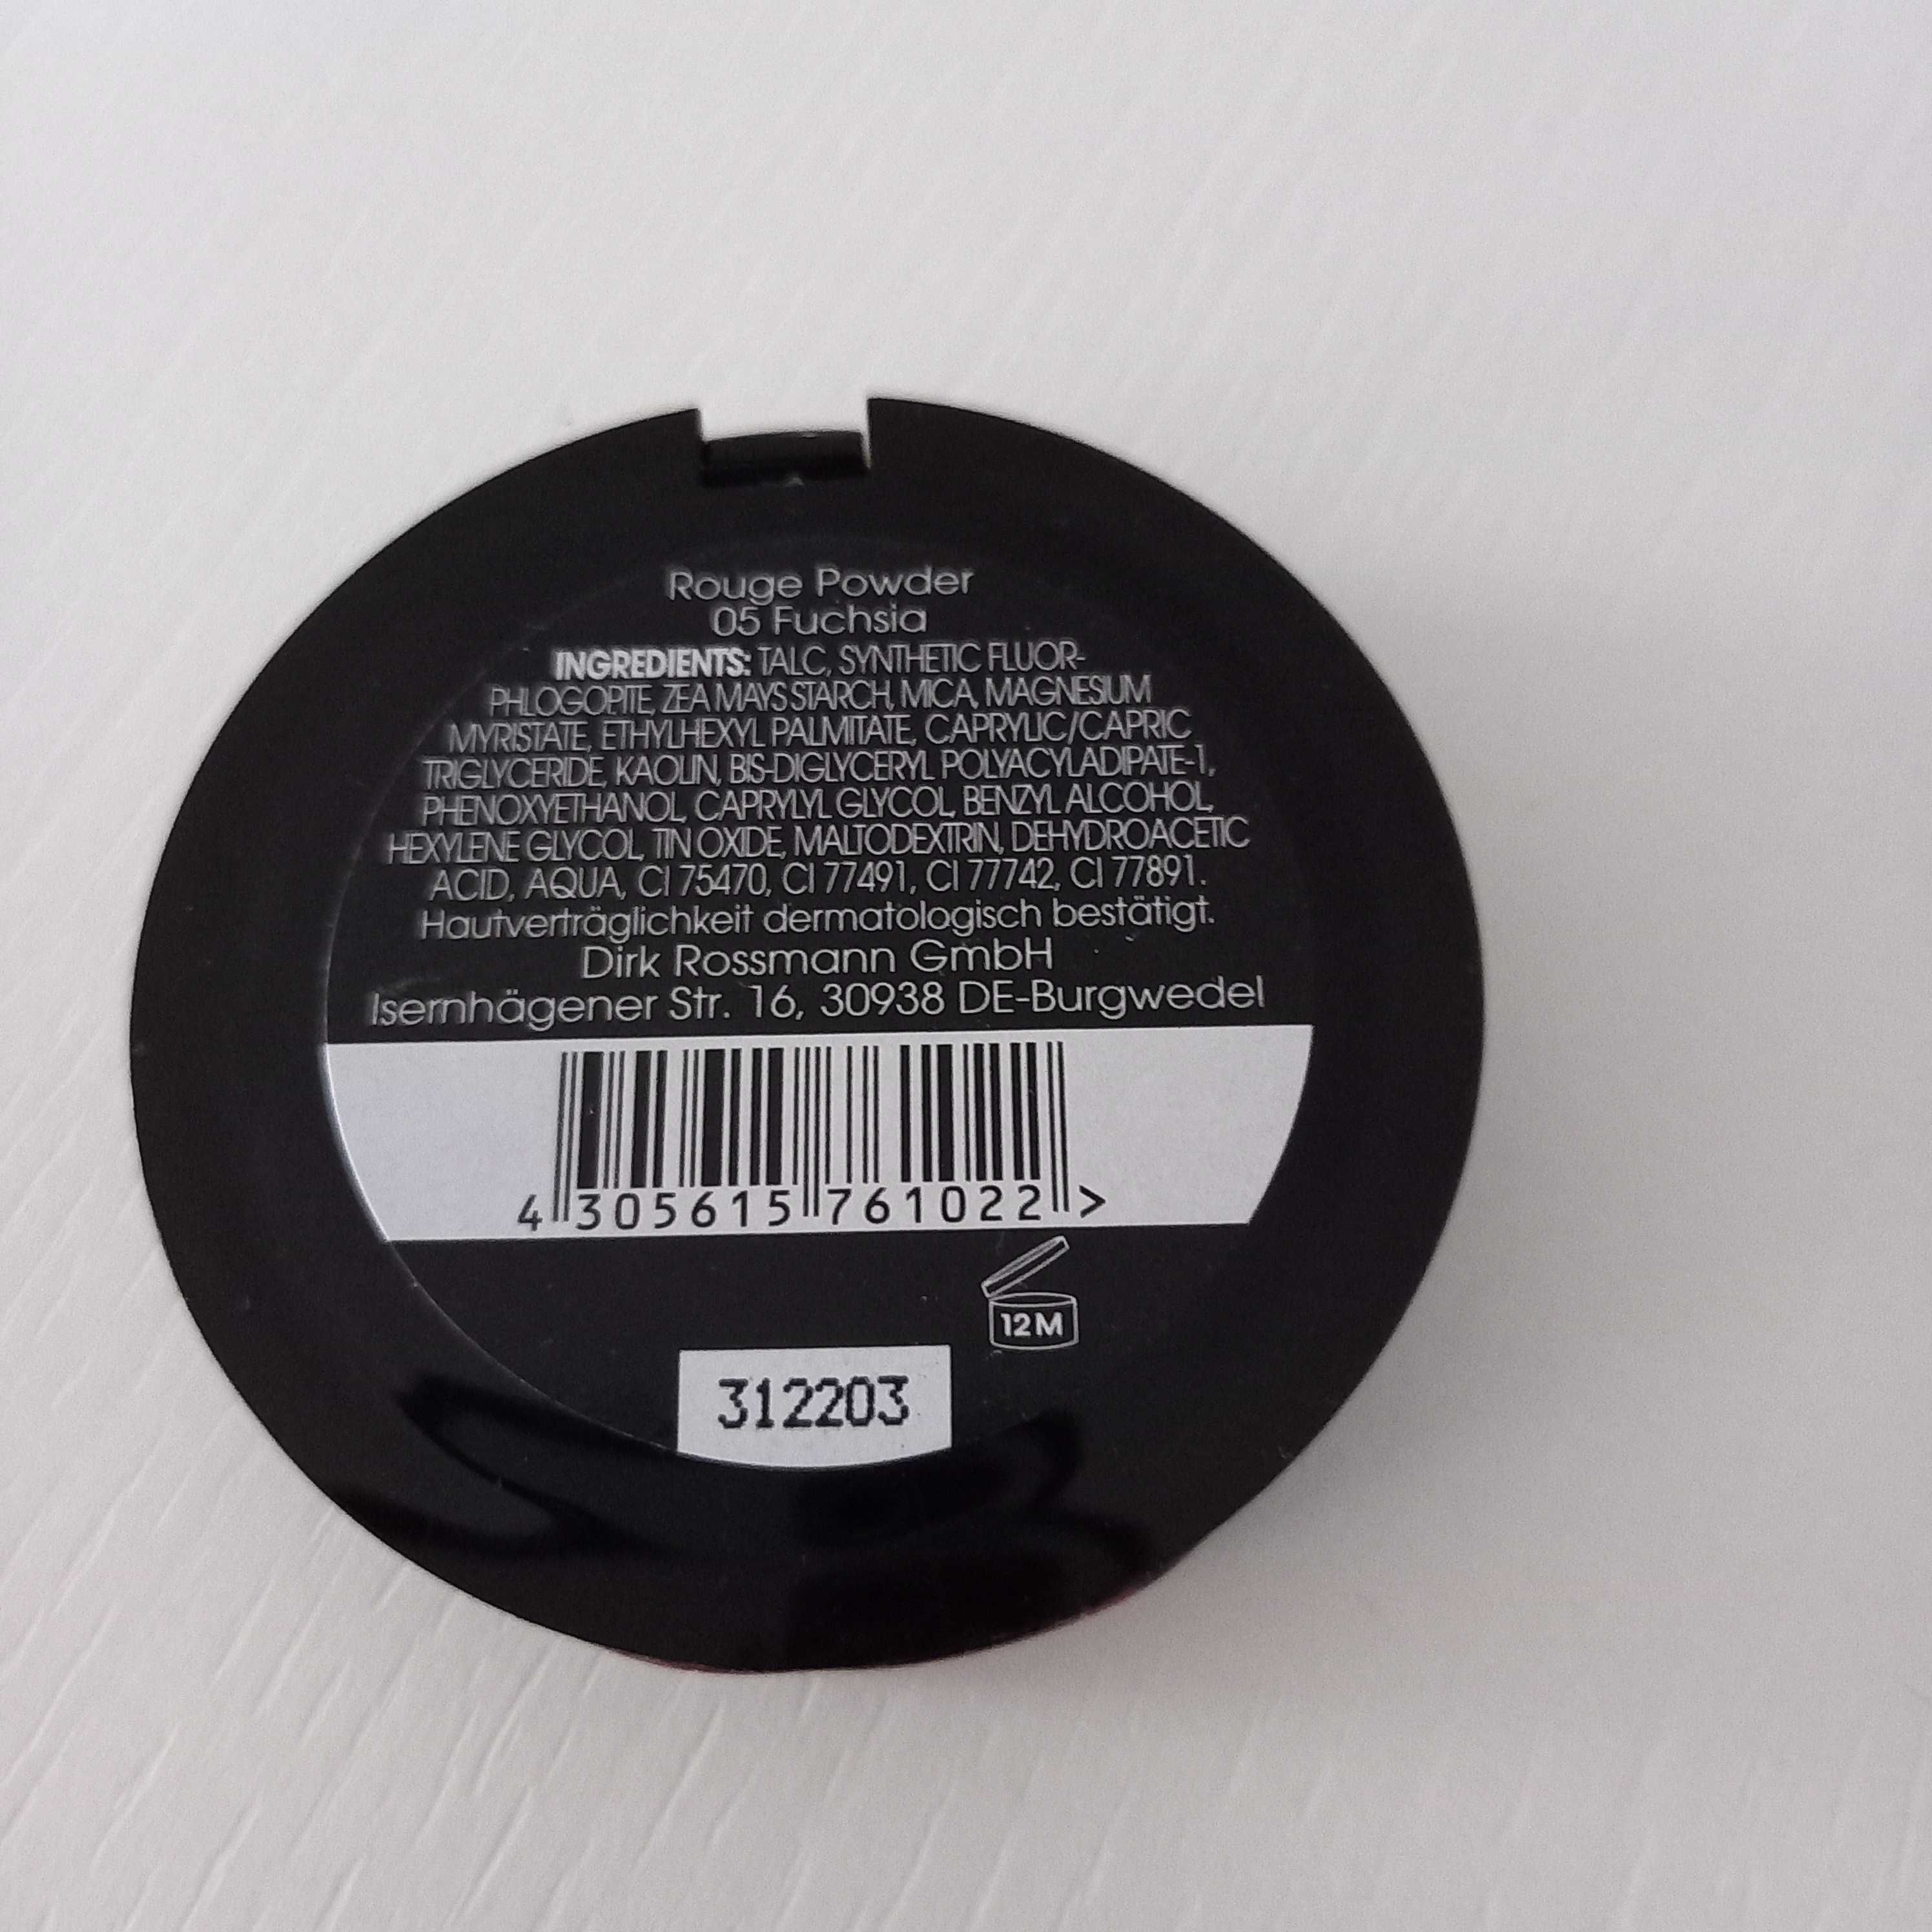 Rouge Powder
05 Fuchsia
INGREDIENTS: TALC, SYNTHETIC FLUOR-
PHLOGOPITE, ZEA MAYS STARCH, MICA, MAGNESIUM
MYRISTATE, ETHYLHEXYL PALMITATE, CAPRYLIC/CAPRIC
TRIGLYCERIDE, KAOLIN, BIS-DIGLYCERYL POLYACYLADIPATE-1,
PHENOXYETHANOL, CAPRYLYL GLYCOL, BENZYL ALCOHOL,
HEXYLENE GLYCOL, TIN OXIDE, MALTODEXTRIN, DEHYDROACETIC
ACID, AQUA, CI 75470, CI 77491, CI 77742, CI 77891.
Hautverträglichkeit dermatologisch bestätigt.
Dirk Rossmann GmbH
Isernhägener Str. 16, 30938 DE-Burgwedel
4 305615 761022 >
12M
312203